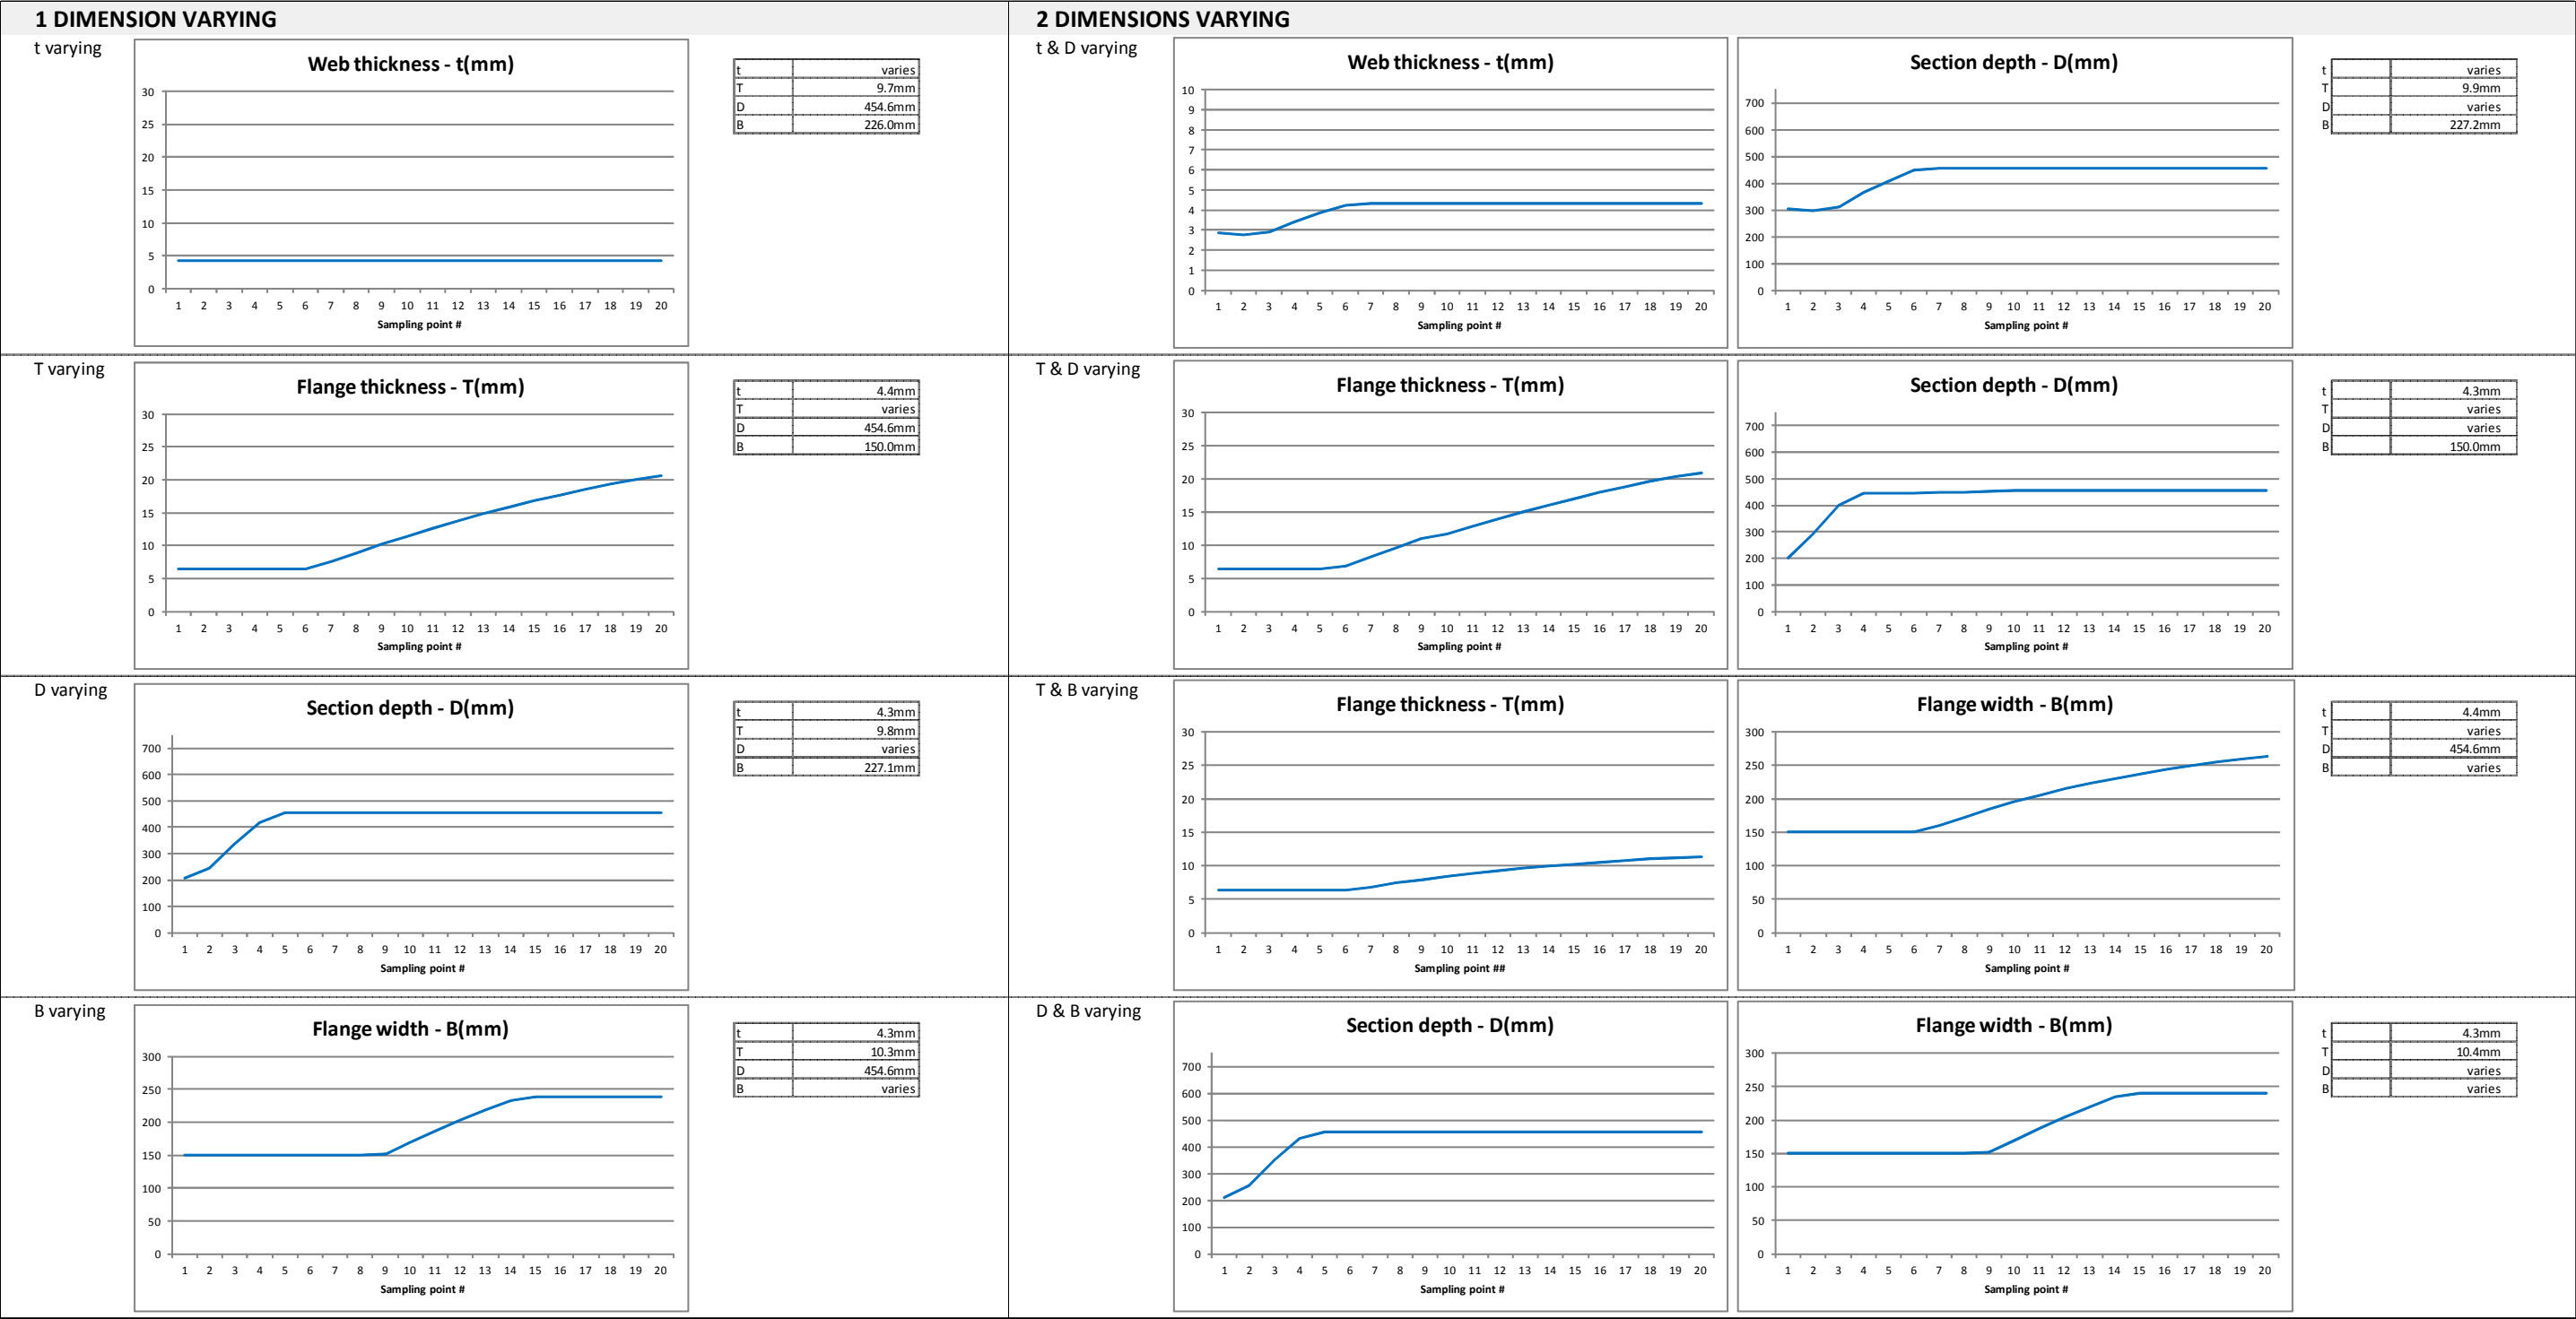 1 DIMENSION VARYING
2 DIMENSIONS VARYING
t varying
Web thickness - t(mm)
30
25
20
15
10
5
0
1 2 3 4 5 6 7 8 9 10 11 12 13 14 15 16 17 18 19 20
Sampling point #
t varies
T 9.7mm
D 454.6mm
B 226.0mm
t & D varying
Web thickness - t(mm)
10
9
8
7
6
5
4
3
2
1
0
1 2 3 4 5 6 7 8 9 10 11 12 13 14 15 16 17 18 19 20
Sampling point #
Section depth - D(mm)
700
600
500
400
300
200
100
0
1 2 3 4 5 6 7 8 9 10 11 12 13 14 15 16 17 18 19 20
Sampling point #
t varies
T 9.9mm
D varies
B 227.2mm
T varying
Flange thickness - T(mm)
30
25
20
15
10
5
0
1 2 3 4 5 6 7 8 9 10 11 12 13 14 15 16 17 18 19 20
Sampling point #
t 4.4mm
T varies
D 454.6mm
B 150.0mm
T & D varying
Flange thickness - T(mm)
30
25
20
15
10
5
0
1 2 3 4 5 6 7 8 9 10 11 12 13 14 15 16 17 18 19 20
Sampling point #
Section depth - D(mm)
700
600
500
400
300
200
100
0
1 2 3 4 5 6 7 8 9 10 11 12 13 14 15 16 17 18 19 20
Sampling point #
t 4.3mm
T varies
D varies
B 150.0mm
D varying
Section depth - D(mm)
700
600
500
400
300
200
100
0
1 2 3 4 5 6 7 8 9 10 11 12 13 14 15 16 17 18 19 20
Sampling point #
t 4.3mm
T 9.8mm
D varies
B 227.1mm
T & B varying
Flange thickness - T(mm)
30
25
20
15
10
5
0
1 2 3 4 5 6 7 8 9 10 11 12 13 14 15 16 17 18 19 20
Sampling point ##
Flange width - B(mm)
300
250
200
150
100
50
0
1 2 3 4 5 6 7 8 9 10 11 12 13 14 15 16 17 18 19 20
Sampling point #
t 4.4mm
T varies
D 454.6mm
B varies
B varying
Flange width - B(mm)
300
250
200
150
100
50
0
1 2 3 4 5 6 7 8 9 10 11 12 13 14 15 16 17 18 19 20
Sampling point #
t 4.3mm
T 10.3mm
D 454.6mm
B varies
D & B varying
Section depth - D(mm)
700
600
500
400
300
200
100
0
1 2 3 4 5 6 7 8 9 10 11 12 13 14 15 16 17 18 19 20
Sampling point #
Flange width - B(mm)
300
250
200
150
100
50
0
1 2 3 4 5 6 7 8 9 10 11 12 13 14 15 16 17 18 19 20
Sampling point #
t 4.3mm
T 10.4mm
D varies
B varies